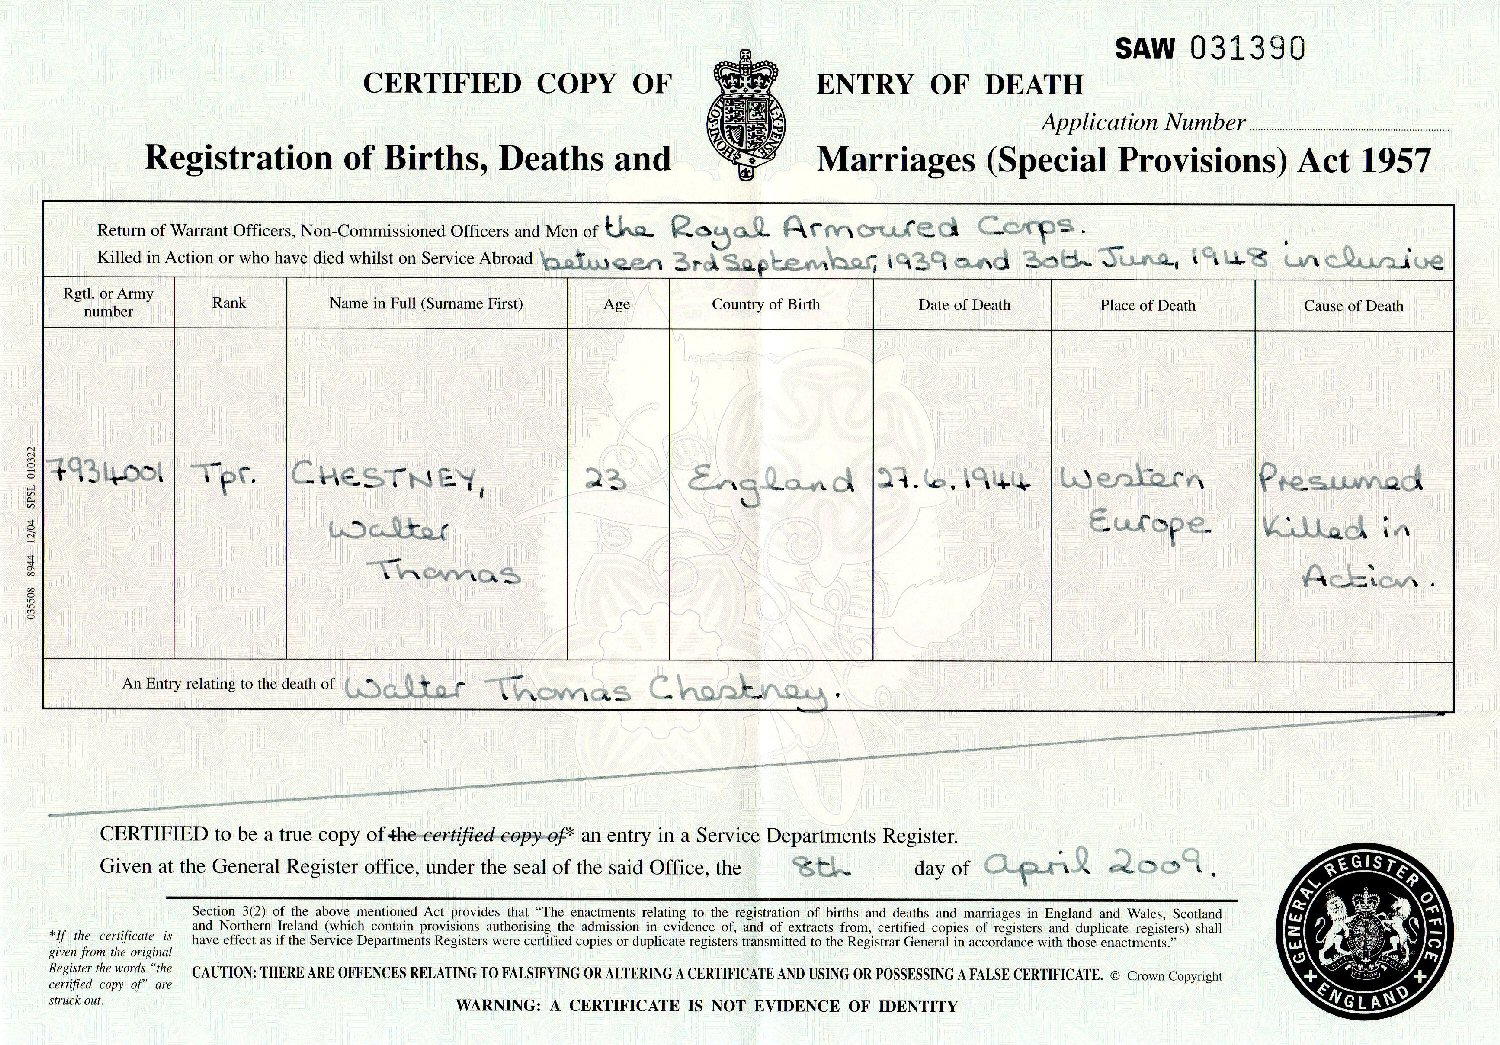 SAW 031390
CERTIFIED COPY OF ENTRY OF DEATH
Application Number
Registration of Births, Deaths and Marriages (Special Provisions) Act 1957
Return of Warrant Officers, Non-Commissioned Officers and Men of the Royal Armoured Corps.
Killed in Action or who have died whilst on Service Abroad between 3rd September, 1939 and 30th June, 1948 inclusive
Rgtl. or Army number
Rank
Name in Full (Surname First)
Age
Country of Birth
Date of Death
Place of Death
Cause of Death
7934001
Tpr.
CHESTNEY,
Walter
Thomas
23
England
27.6.1944
Western
Europe
Presumed
Killed in
Action.
An Entry relating to the death of Walter Thomas Chestney.
035508 8944 12/04 SPSL 010322
CERTIFIED to be a true copy of the certified copy of* an entry in a Service Departments Register.
Given at the General Register office, under the seal of the said Office, the 8th day of April 2009.
*If the certificate is
given from the original
Register the words "the
certified copy of" are
struck out.
Section 3(2) of the above mentioned Act provides that "The enactments relating to the registration of births and deaths and marriages in England and Wales, Scotland
and Northern Ireland (which contain provisions authorising the admission in evidence of, and of extracts from, certified copies of registers and duplicate registers) shall
have effect as if the Service Departments Registers were certified copies or duplicate registers transmitted to the Registrar General in accordance with those enactments."
CAUTION: THERE ARE OFFENCES RELATING TO FALSIFYING OR ALTERING A CERTIFICATE AND USING OR POSSESSING A FALSE CERTIFICATE. © Crown Copyright
WARNING: A CERTIFICATE IS NOT EVIDENCE OF IDENTITY
GENERAL REGISTER OFFICE
ENGLAND